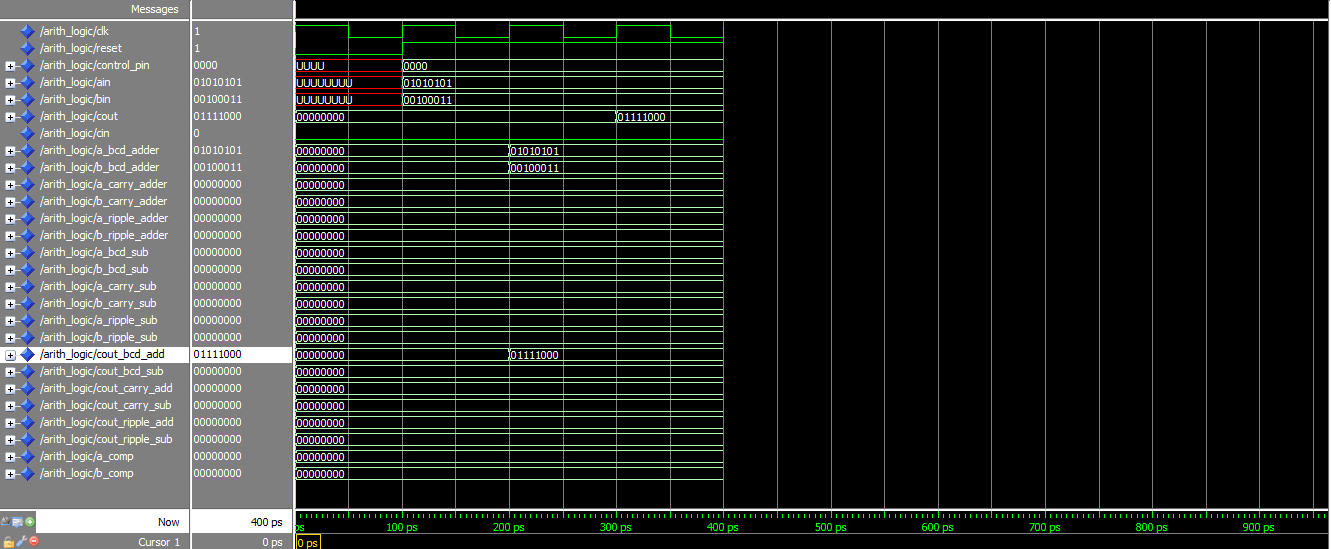 Messages
/arith_logic/clk 1
/arith_logic/reset 1
/arith_logic/control_pin 0000 UUUU 0000
/arith_logic/ain 01010101 UUUUUUUU 01010101
/arith_logic/bin 00100011 UUUUUUUU 00100011
/arith_logic/cout 01111000 00000000 01111000
/arith_logic/cin 0
/arith_logic/a_bcd_adder 01010101 00000000 01010101
/arith_logic/b_bcd_adder 00100011 00000000 00100011
/arith_logic/a_carry_adder 00000000 00000000
/arith_logic/b_carry_adder 00000000 00000000
/arith_logic/a_ripple_adder 00000000 00000000
/arith_logic/b_ripple_adder 00000000 00000000
/arith_logic/a_bcd_sub 00000000 00000000
/arith_logic/b_bcd_sub 00000000 00000000
/arith_logic/a_carry_sub 00000000 00000000
/arith_logic/b_carry_sub 00000000 00000000
/arith_logic/a_ripple_sub 00000000 00000000
/arith_logic/b_ripple_sub 00000000 00000000
/arith_logic/cout_bcd_add 01111000 00000000 01111000
/arith_logic/cout_bcd_sub 00000000 00000000
/arith_logic/cout_carry_add 00000000 00000000
/arith_logic/cout_carry_sub 00000000 00000000
/arith_logic/cout_ripple_add 00000000 00000000
/arith_logic/cout_ripple_sub 00000000 00000000
/arith_logic/a_comp 00000000 00000000
/arith_logic/b_comp 00000000 00000000
Now 400 ps ps 100 ps 200 ps 300 ps 400 ps 500 ps 600 ps 700 ps 800 ps 900 ps
Cursor 1 0 ps 0 ps